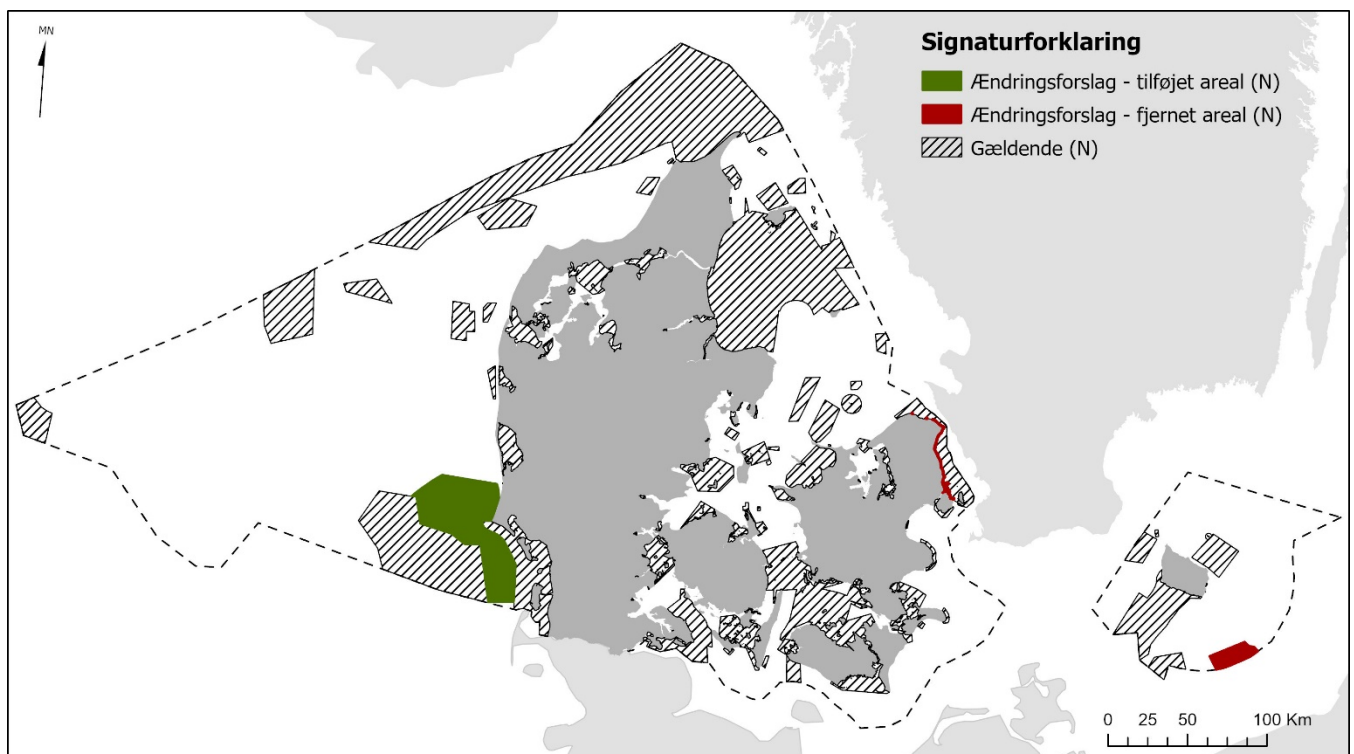 MN
Signaturforklaring
Ændringsforslag - tilføjet areal (N)
Ændringsforslag - fjernet areal (N)
Gældende (N)
0 25 50 100 Km